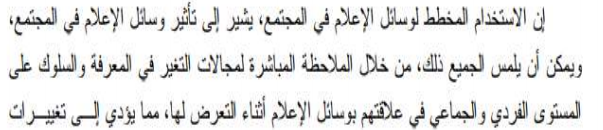 إن الاستخدام المخطط لوسائل الإعلام في المجتمع، يشير إلى تأثير وسائل الإعلام في المجتمع،
ويمكن أن يلمس الجميع ذلك، من خلال الملاحظة المباشرة لمجالات التغير في المعرفة والسلوك على
المستوى الفردي والجماعي في علاقتهم بوسائل الإعلام أثناء التعرض لها، مما يؤدي إلــى تغييــرات